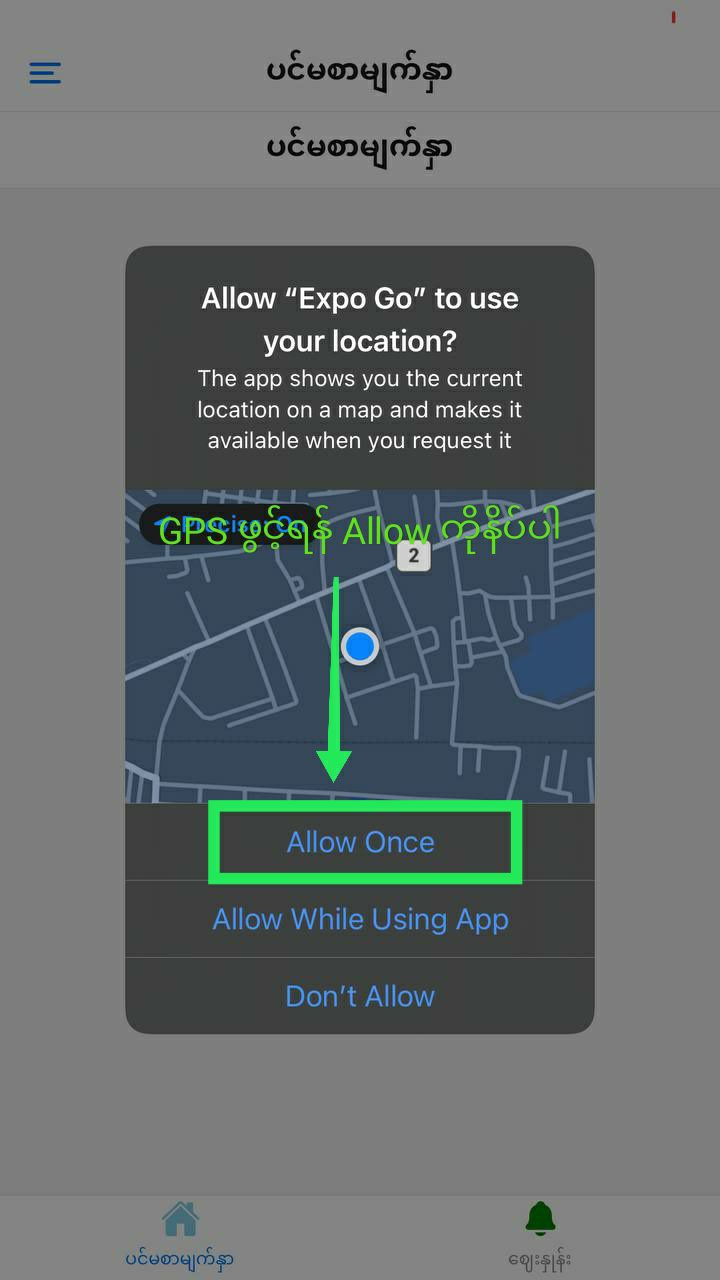 ပင်မစာမျက်နှာ
ပင်မစာမျက်နှာ
Allow “Expo Go” to use
your location?
The app shows you the current
location on a map and makes it
available when you request it
Precise: On
GPS ဖွင့်ရန် Allow ကိုနှိပ်ပါ
2
Allow Once
Allow While Using App
Don’t Allow
ပင်မစာမျက်နှာ
ဈေးနှုန်း